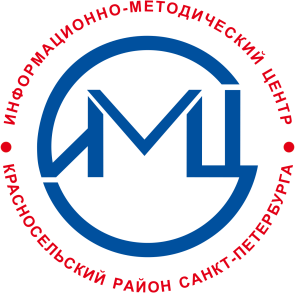 ИНФОРМАЦИОННО-МЕТОДИЧЕСКИЙ ЦЕНТР
ИМЦ
КРАСНОСЕЛЬСКИЙ РАЙОН САНКТ-ПЕТЕРБУРГА